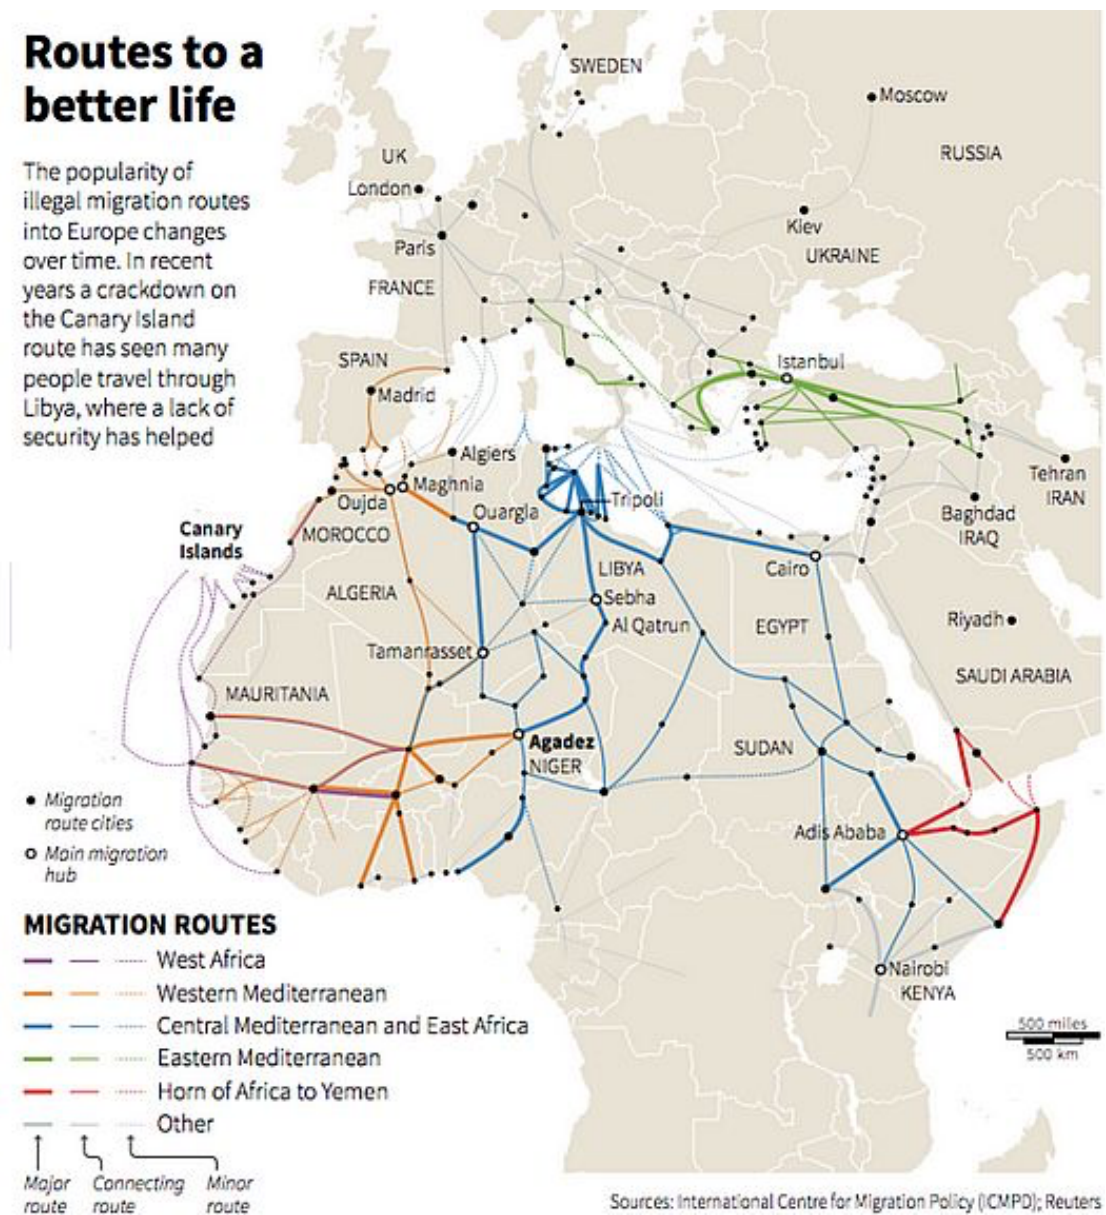 Routes to a
better life
The popularity of
illegal migration routes
into Europe changes
over time. In recent
years a crackdown on
the Canary Island
route has seen many
people travel through
Libya, where a lack of
security has helped
SWEDEN
Moscow
RUSSIA
UK
London
Kiev
UKRAINE
Paris
FRANCE
SPAIN
Madrid
Istanbul
Algiers
Maghnia
Oujda
Tehran
IRAN
Tripoli
Ouargla
Baghdad
IRAQ
MOROCCO
Canary
Islands
LIBYA
Cairo
ALGERIA
Sebha
Al Qatrun
EGYPT
Riyadh
Tamanrasset
SAUDI ARABIA
MAURITANIA
Agadez
NIGER
SUDAN
Adis Ababa
Nairobi
KENYA
Migration
route cities
Main migration
hub
MIGRATION ROUTES
West Africa
Western Mediterranean
Central Mediterranean and East Africa
Eastern Mediterranean
Horn of Africa to Yemen
Other
Major
route
Connecting
route
Minor
route
500 miles
500 km
Sources: International Centre for Migration Policy (ICMPD); Reuters